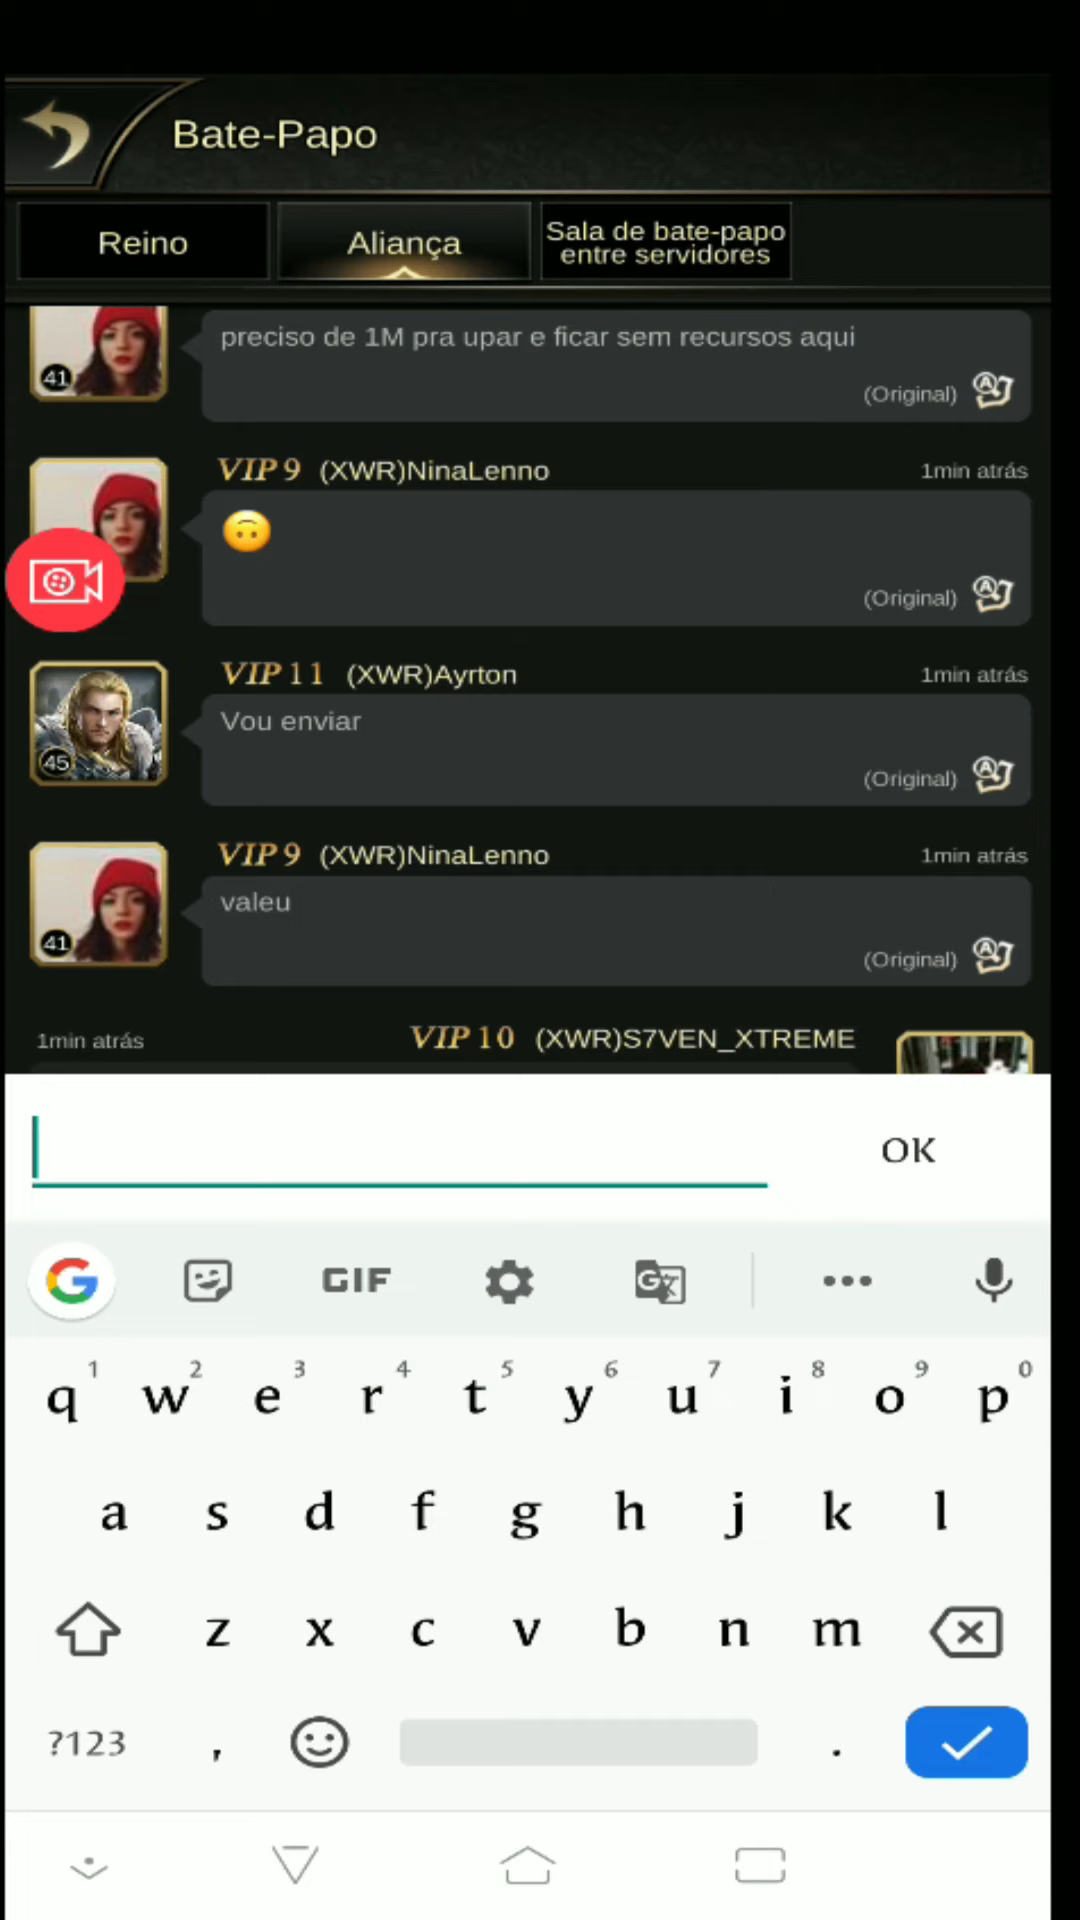 Bate-Papo
Reino
Aliança
Sala de bate-papo
entre servidores
preciso de 1M pra upar e ficar sem recursos aqui
41
(Original)
VIP 9 (XWR)NinaLenno
1min atrás
🙃
(Original)
VIP 11 (XWR)Ayrton
1min atrás
Vou enviar
45
(Original)
VIP 9 (XWR)NinaLenno
1min atrás
valeu
41
(Original)
1min atrás
VIP 10 (XWR)S7VEN_XTREME
OK
G GIF G
1 2 3 4 5 6 7 8 9 0
q w e r t y u i o p
a s d f g h j k l
z x c v b n m
?123 , .